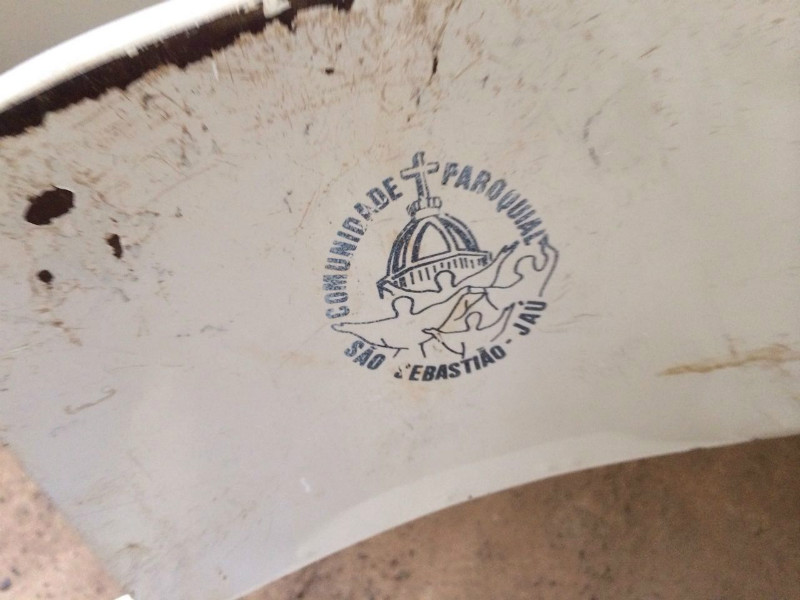 COMUNIDADE PAROQUIAL
SÃO SEBASTIÃO - JAÚ